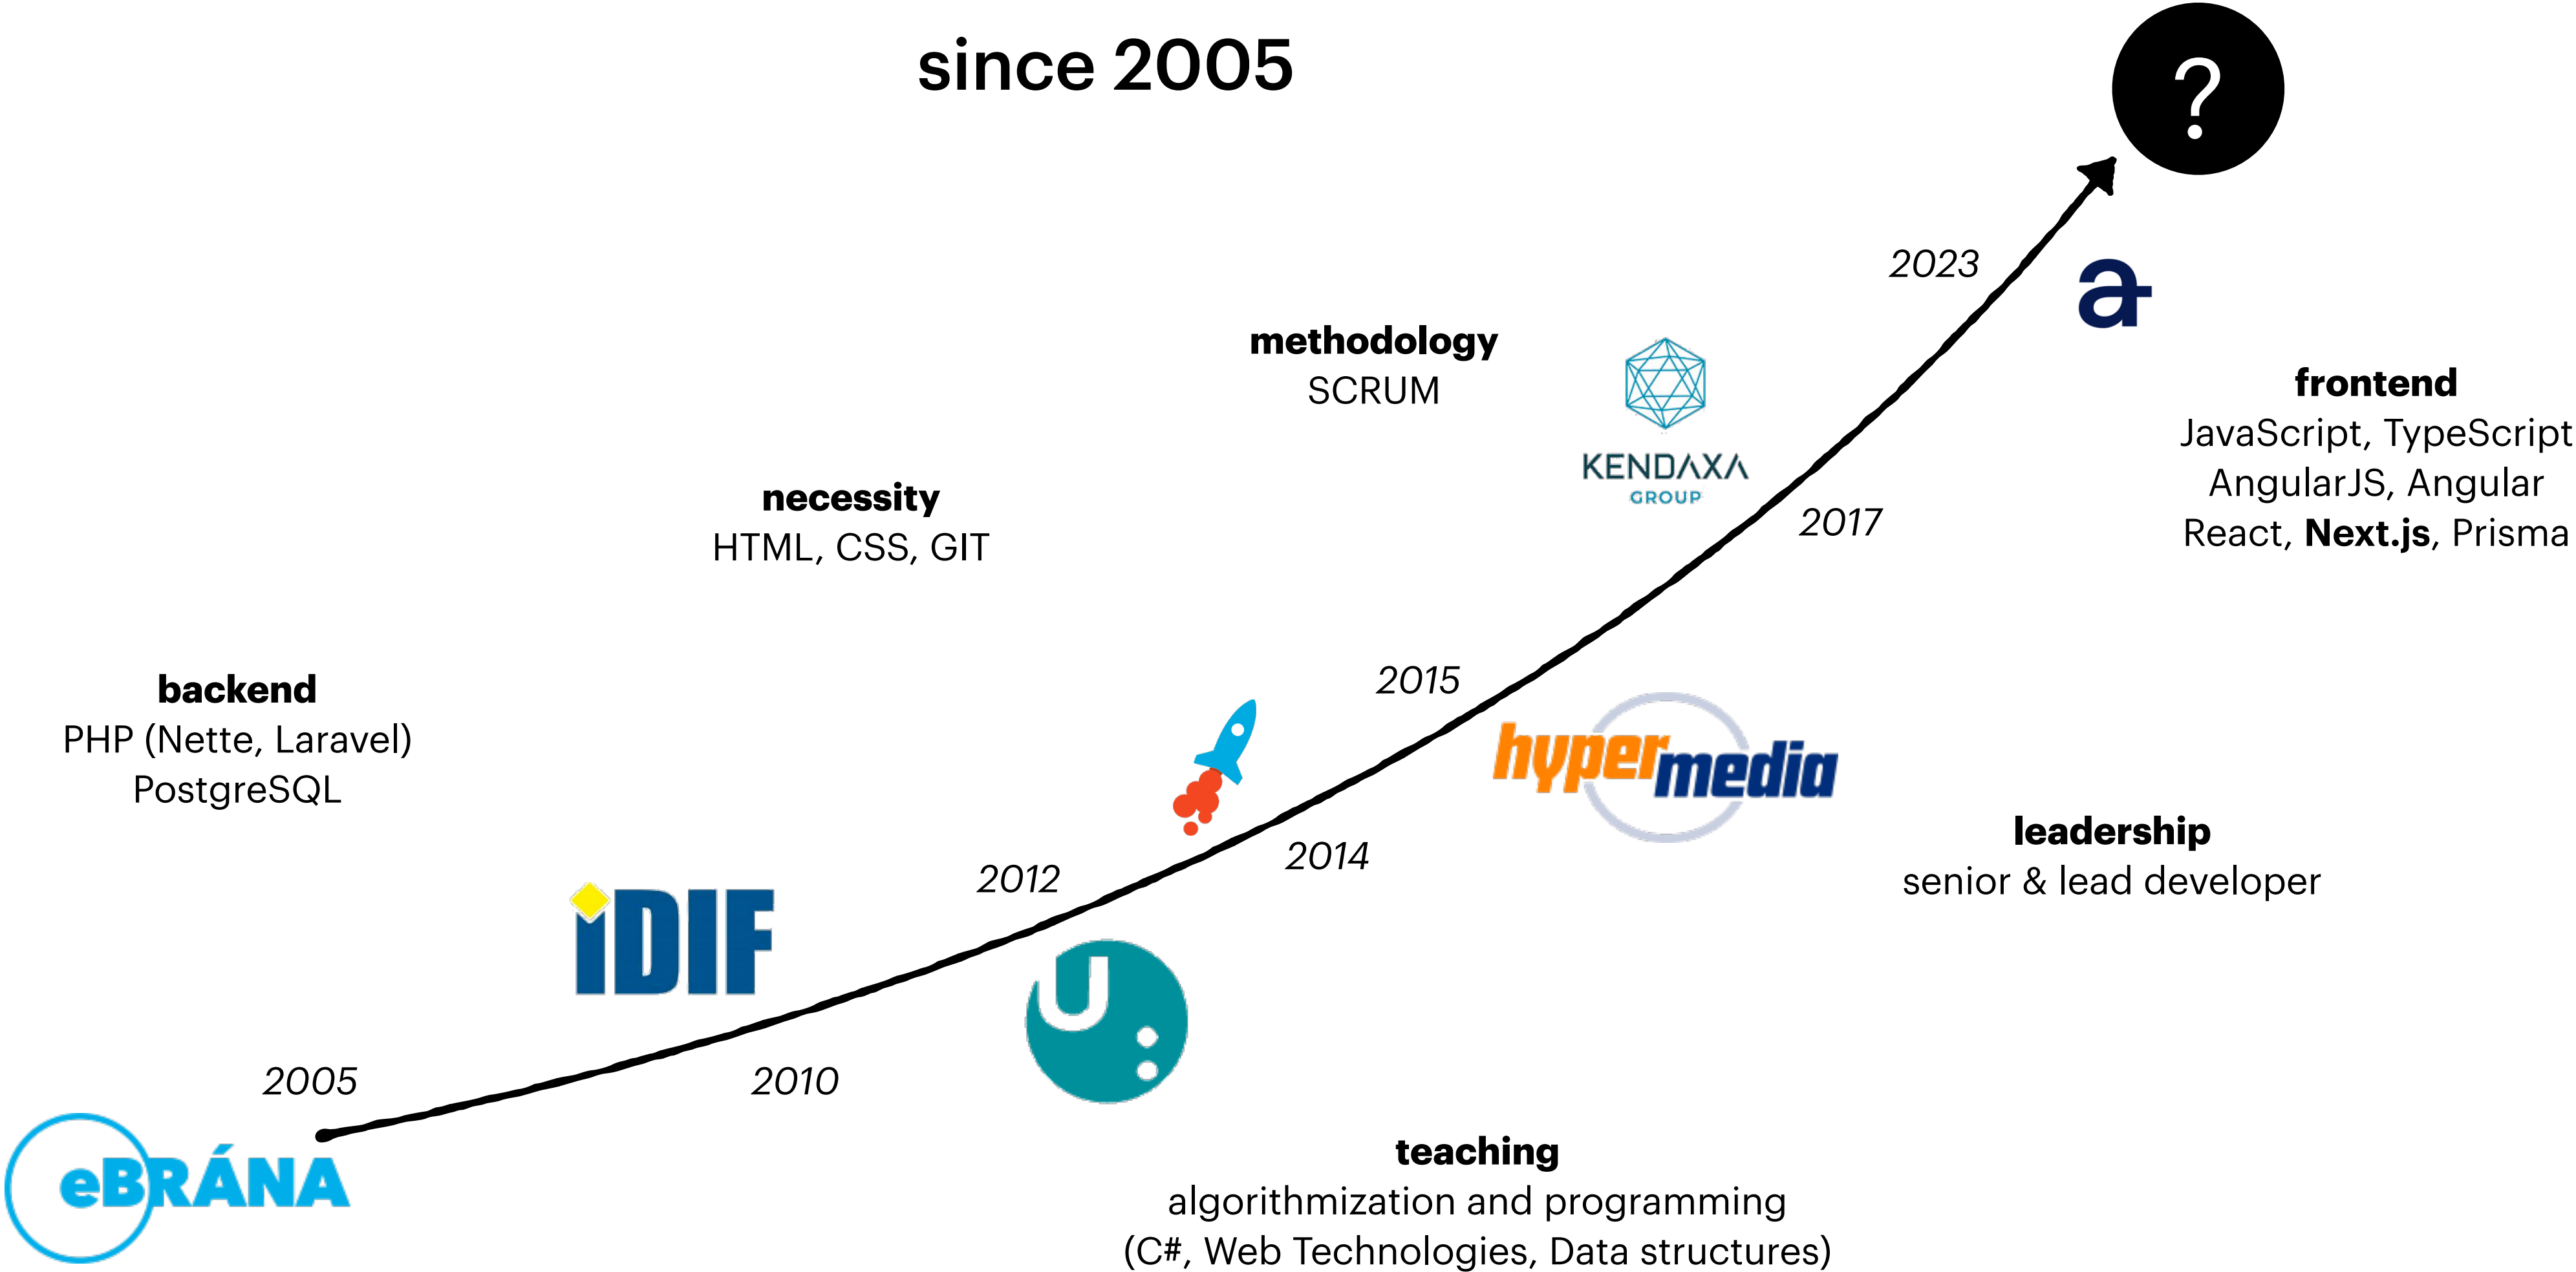 since 2005
?
2023
a
methodology
SCRUM
KENDAXA
GROUP
frontend
JavaScript, TypeScript
AngularJS, Angular
React, Next.js, Prisma
necessity
HTML, CSS, GIT
2017
backend
PHP (Nette, Laravel)
PostgreSQL
2015
hypermedia
leadership
senior & lead developer
2014
2012
iDIF
U:
2005
2010
eBRÁNA
teaching
algorithmization and programming
(C#, Web Technologies, Data structures)